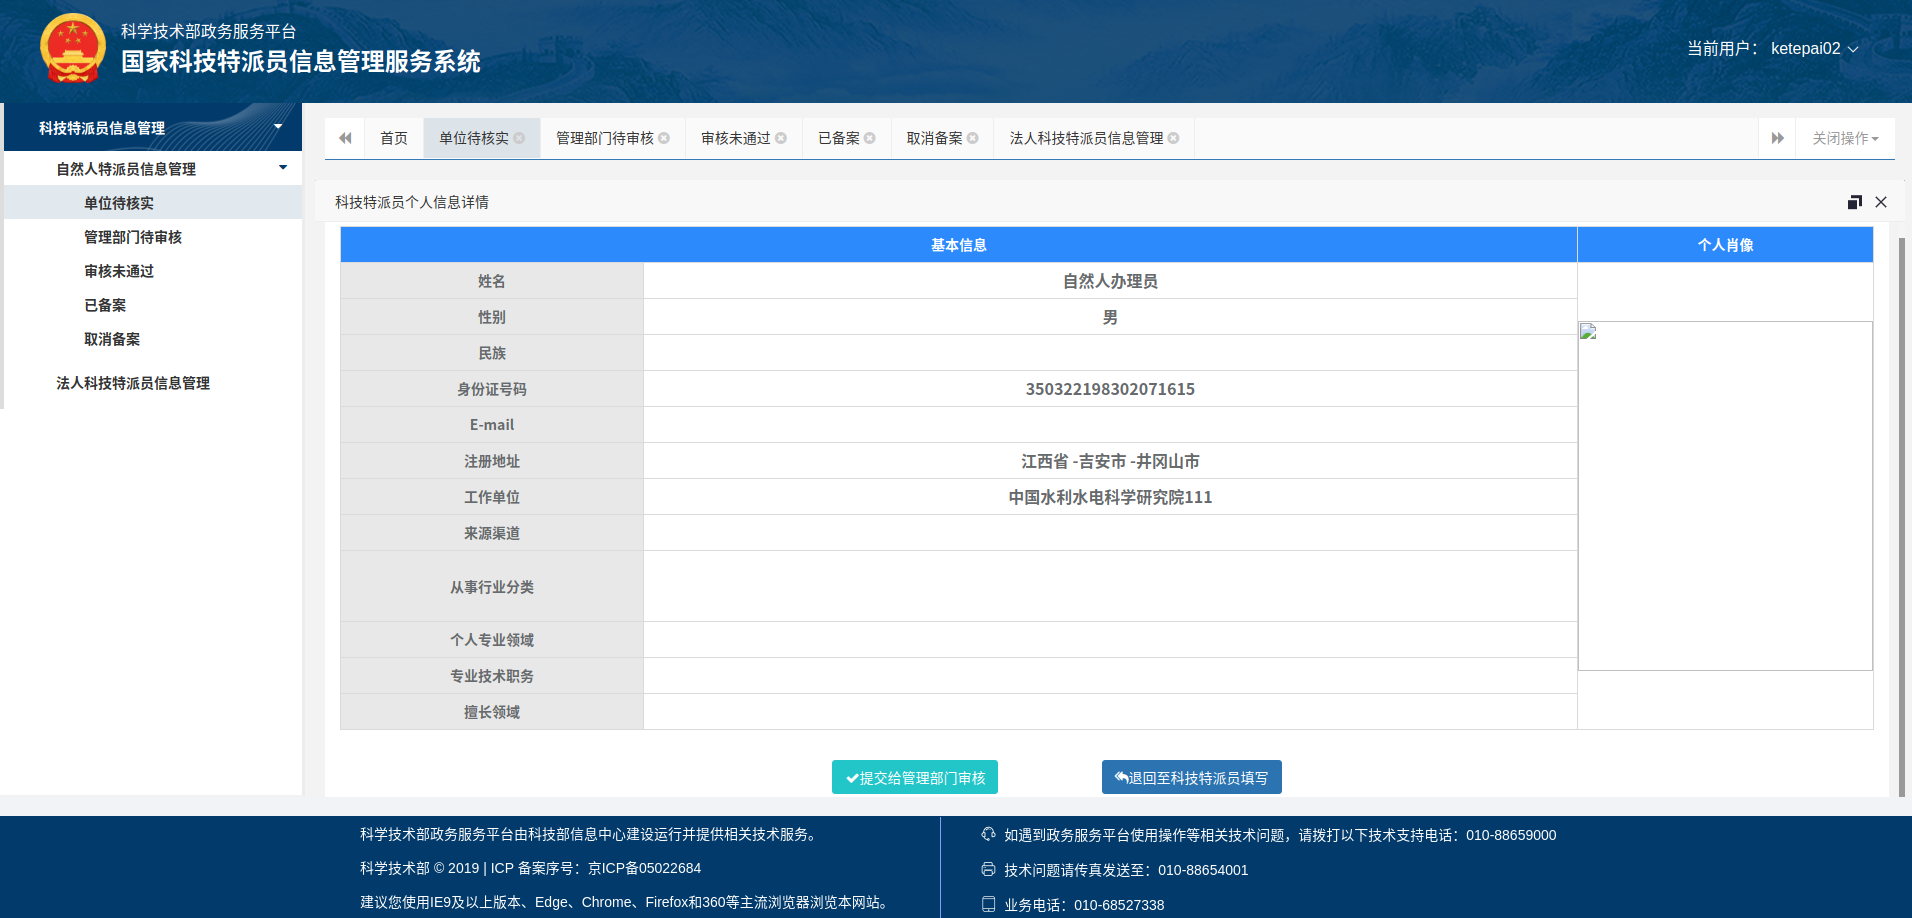 科学技术部政务服务平台
国家科技特派员信息管理服务系统
当前用户： ketepai02
科技特派员信息管理
自然人特派员信息管理
单位待核实
管理部门待审核
审核未通过
已备案
取消备案
法人科技特派员信息管理
首页 单位待核实 管理部门待审核 审核未通过 已备案 取消备案 法人科技特派员信息管理 关闭操作
科技特派员个人信息详情
基本信息 个人肖像
姓名 自然人办理员
性别 男
民族
身份证号码 350322198302071615
E-mail
注册地址 江西省 -吉安市 -井冈山市
工作单位 中国水利水电科学研究院111
来源渠道
从事行业分类
个人专业领域
专业技术职务
擅长领域
提交给管理部门审核 退回至科技特派员填写
科学技术部政务服务平台由科技部信息中心建设运行并提供相关技术服务。
科学技术部 © 2019 | ICP 备案序号：京ICP备05022684
建议您使用IE9及以上版本、Edge、Chrome、Firefox和360等主流浏览器浏览本网站。
如遇到政务服务平台使用操作等相关技术问题，请拨打以下技术支持电话：010-88659000
技术问题请传真发送至：010-88654001
业务电话：010-68527338